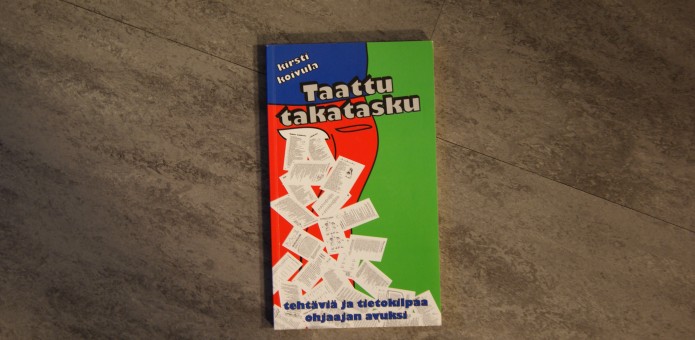 kirsti
koivula
Taattu
takatasku
tehtäviä ja tietokilpaa
ohjaajan avuksi